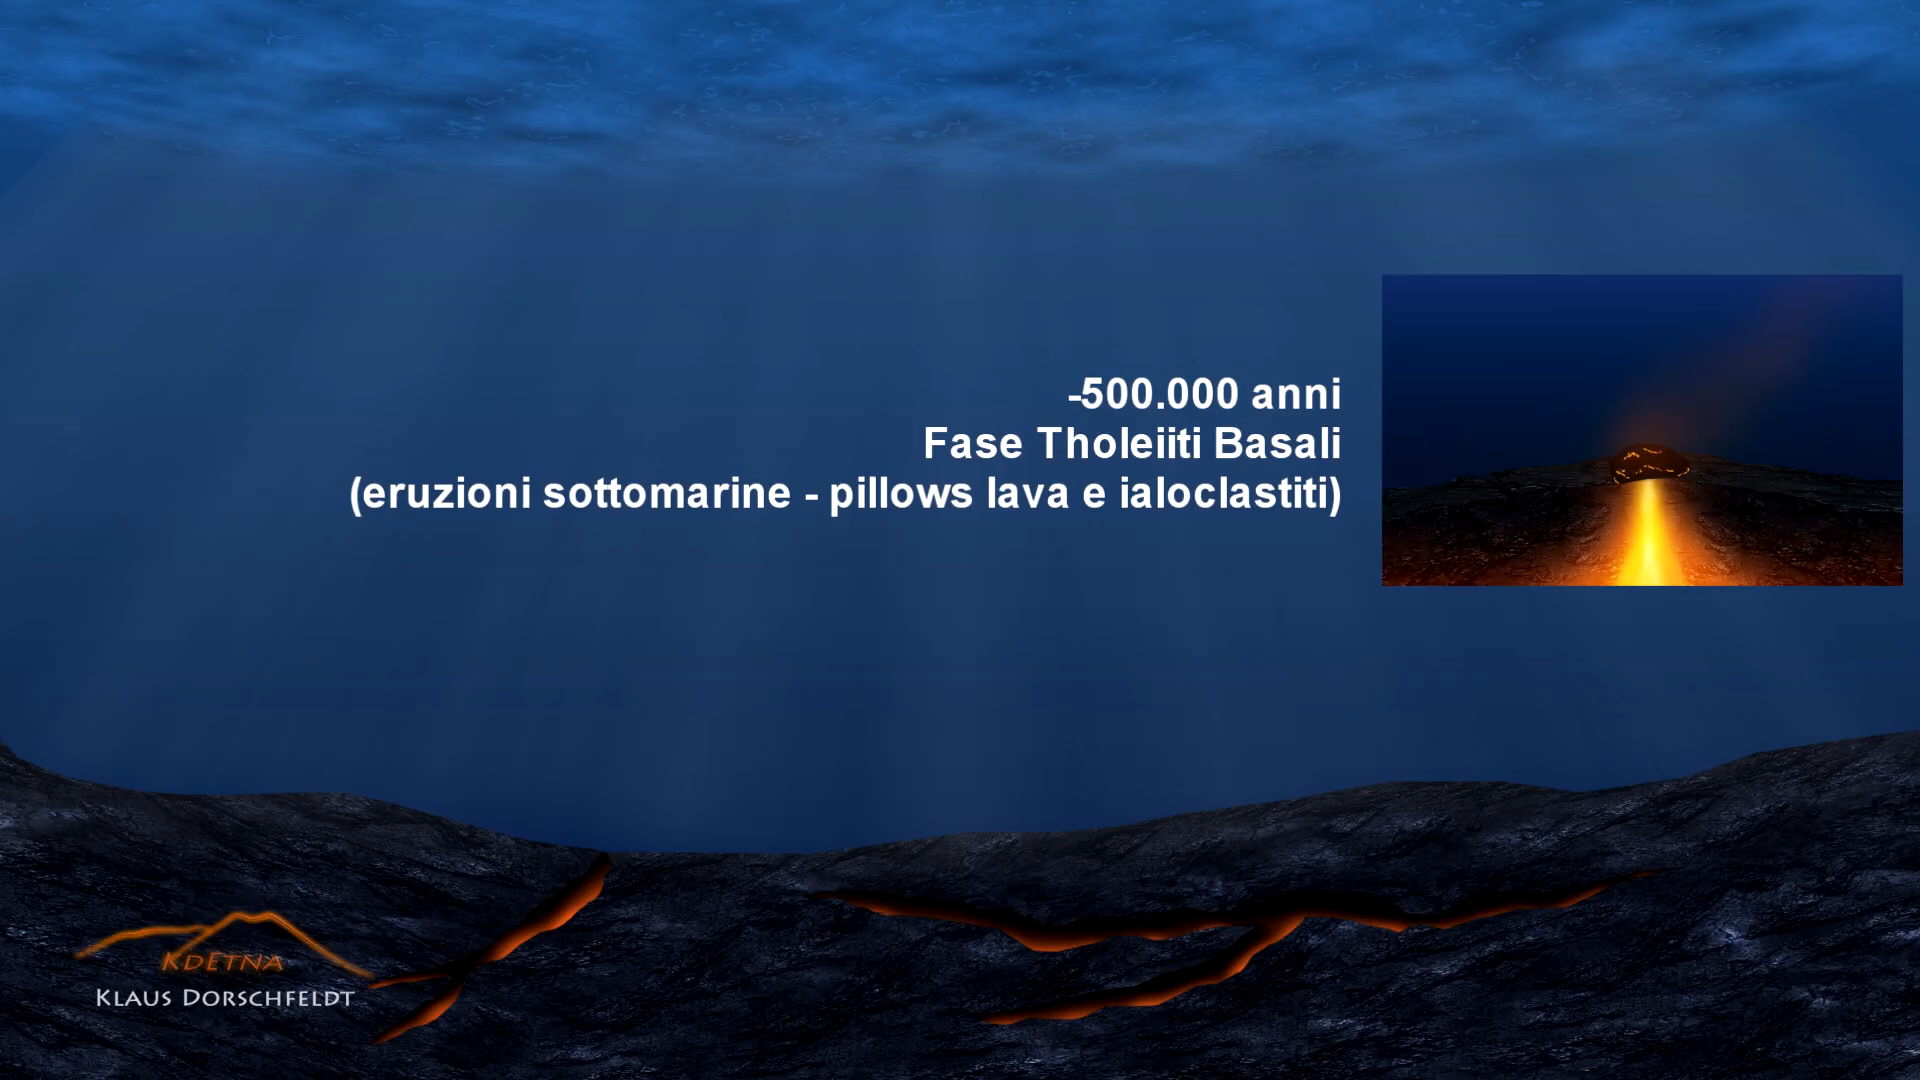 -500.000 anni
Fase Tholeiiti Basali
(eruzioni sottomarine - pillows lava e ialoclastiti)
KDETNA
KLAUS DORSCHFELDT